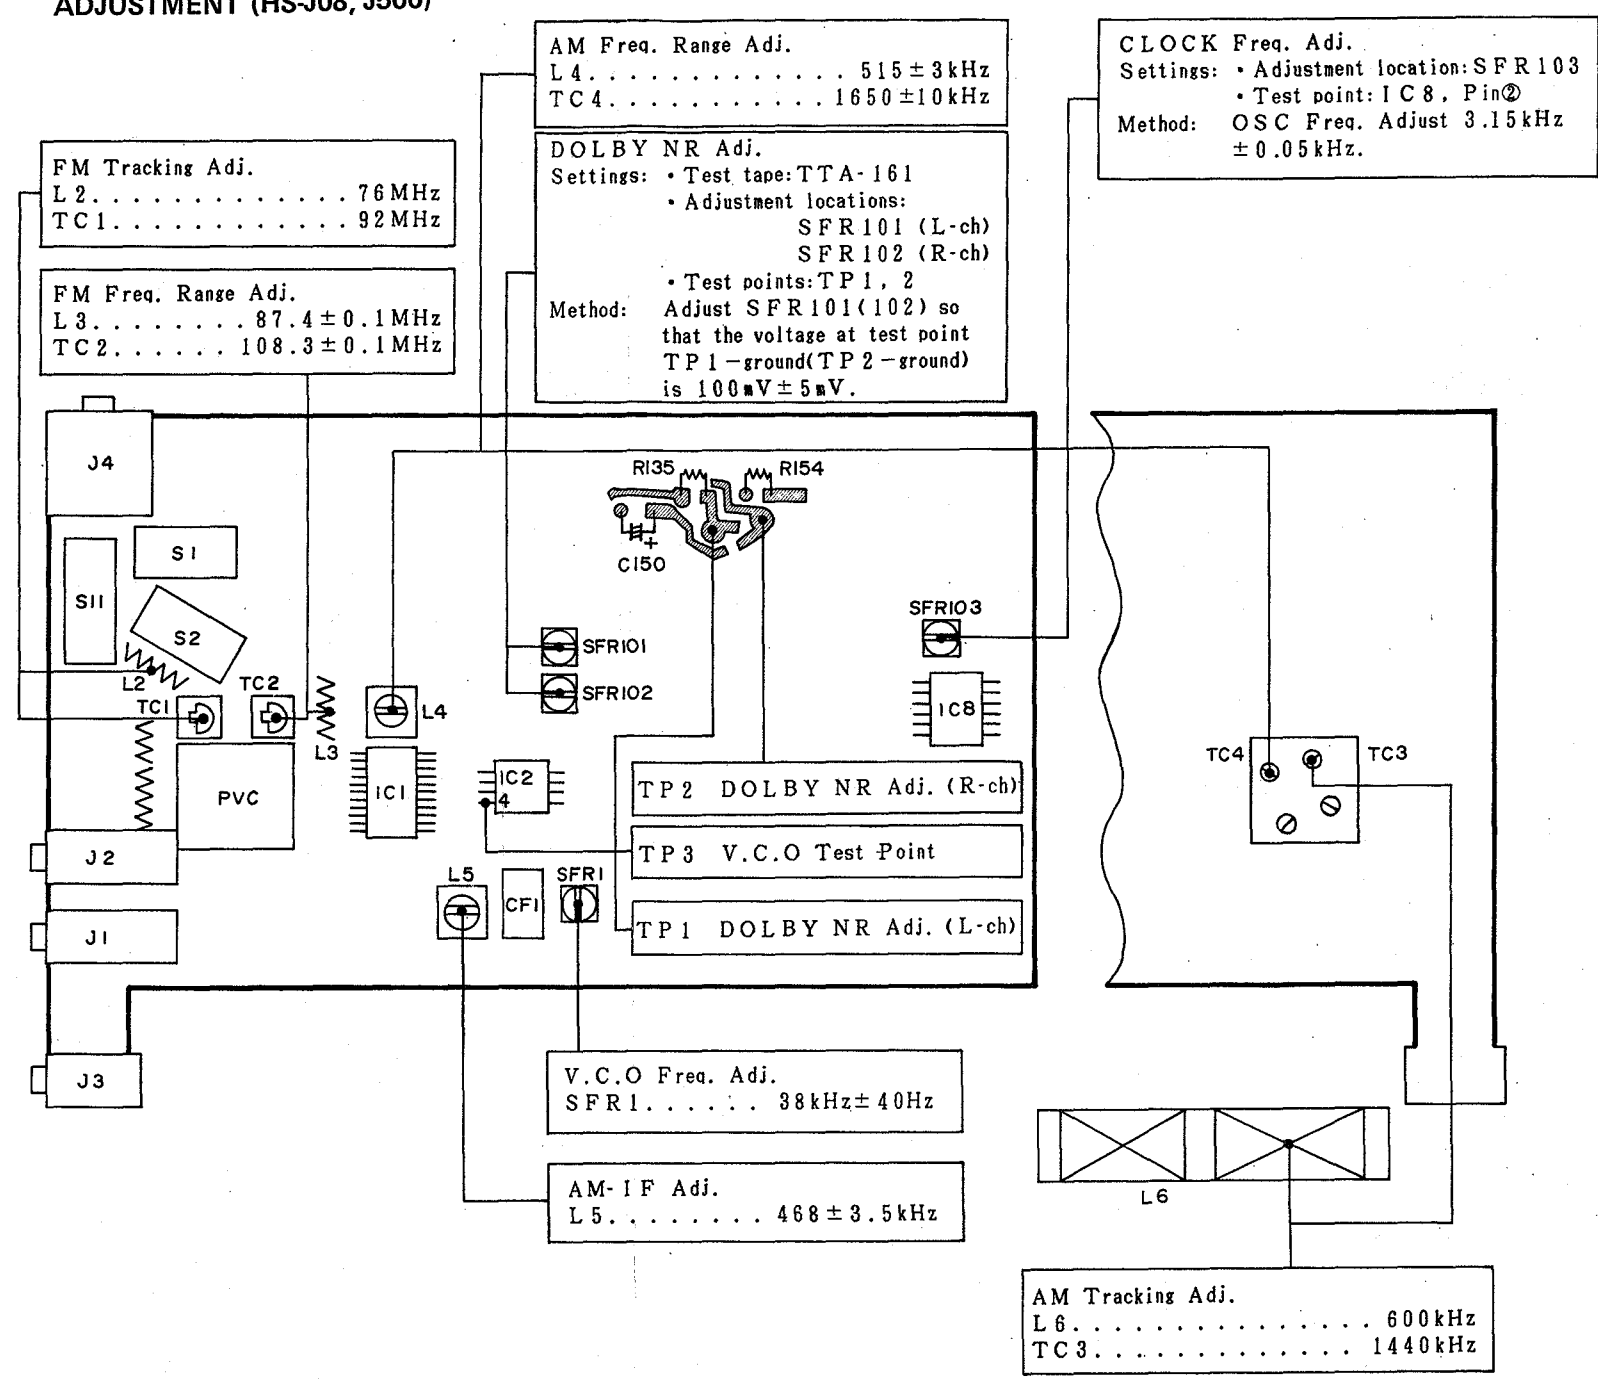 ADJUSTMENT (HS-J08, J500)
AM Freq. Range Adj.
L4. . . . . . . . . . . . . 515±3kHz
TC4. . . . . . . . . . . 1650±10kHz
CLOCK Freq. Adj.
Settings: • Adjustment location:SFR103
• Test point:IC8, Pin②
Method: OSC Freq. Adjust 3.15kHz
±0.05kHz.
FM Tracking Adj.
L2. . . . . . . . . . . . . 76MHz
TC1. . . . . . . . . . . . 92MHz
FM Freq. Range Adj.
L3. . . . . . . . 87.4±0.1MHz
TC2. . . . . . 108.3±0.1MHz
DOLBY NR Adj.
Settings: • Test tape:TTA-161
• Adjustment locations:
SFR101 (L-ch)
SFR102 (R-ch)
• Test points:TP1, 2
Method: Adjust SFR101(102) so
that the voltage at test point
TP1-ground(TP2-ground)
is 100mV±5mV.
J4
R135
R154
C150
+
S1
S11
S2
SFR101
SFR102
SFR103
L2
TC2
TC1
L3
L4
IC8
PVC
IC1
IC2
4
TC4
TC3
TP2 DOLBY NR Adj. (R-ch)
TP3 V.C.O Test Point
TP1 DOLBY NR Adj. (L-ch)
J2
L5
CF1
SFR1
J1
J3
V.C.O Freq. Adj.
SFR1. . . . . . 38kHz±40Hz
AM-IF Adj.
L5. . . . . . . . 468±3.5kHz
L6
AM Tracking Adj.
L6. . . . . . . . . . . . . . . 600kHz
TC3. . . . . . . . . . . . . 1440kHz